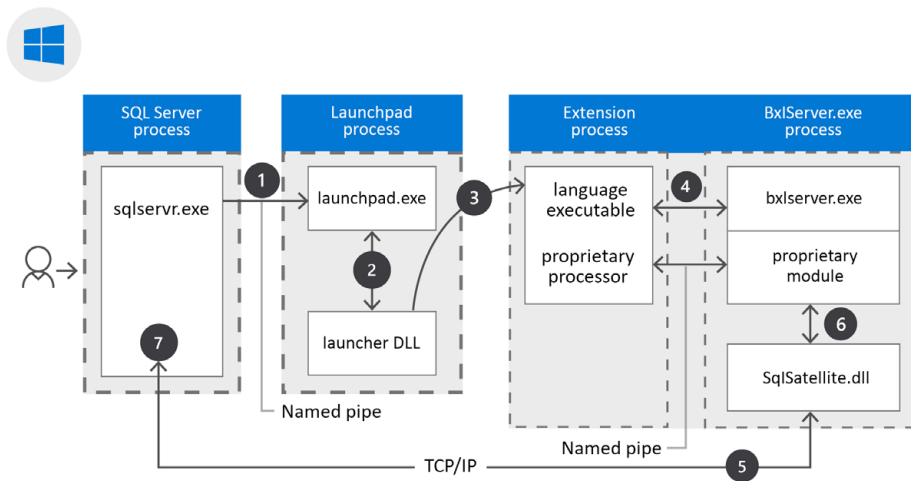 SQL Server
process
Launchpad
process
Extension
process
BxlServer.exe
process
sqlservr.exe
1
launchpad.exe
2
launcher DLL
3
language
executable
proprietary
processor
4
bxlserver.exe
proprietary
module
6
SqlSatellite.dll
7
Named pipe
Named pipe
TCP/IP
5